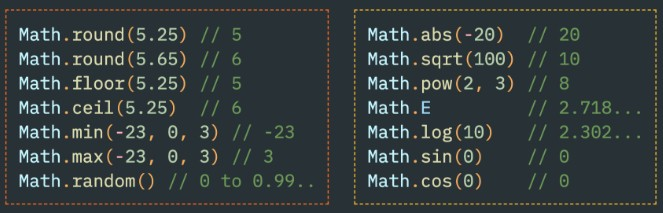 Math.round(5.25) // 5
Math.round(5.65) // 6
Math.floor(5.25) // 5
Math.ceil(5.25)  // 6
Math.min(-23, 0, 3) // -23
Math.max(-23, 0, 3) // 3
Math.random() // 0 to 0.99..
Math.abs(-20)  // 20
Math.sqrt(100) // 10
Math.pow(2, 3) // 8
Math.E         // 2.718...
Math.log(10)   // 2.302...
Math.sin(0)    // 0
Math.cos(0)    // 0